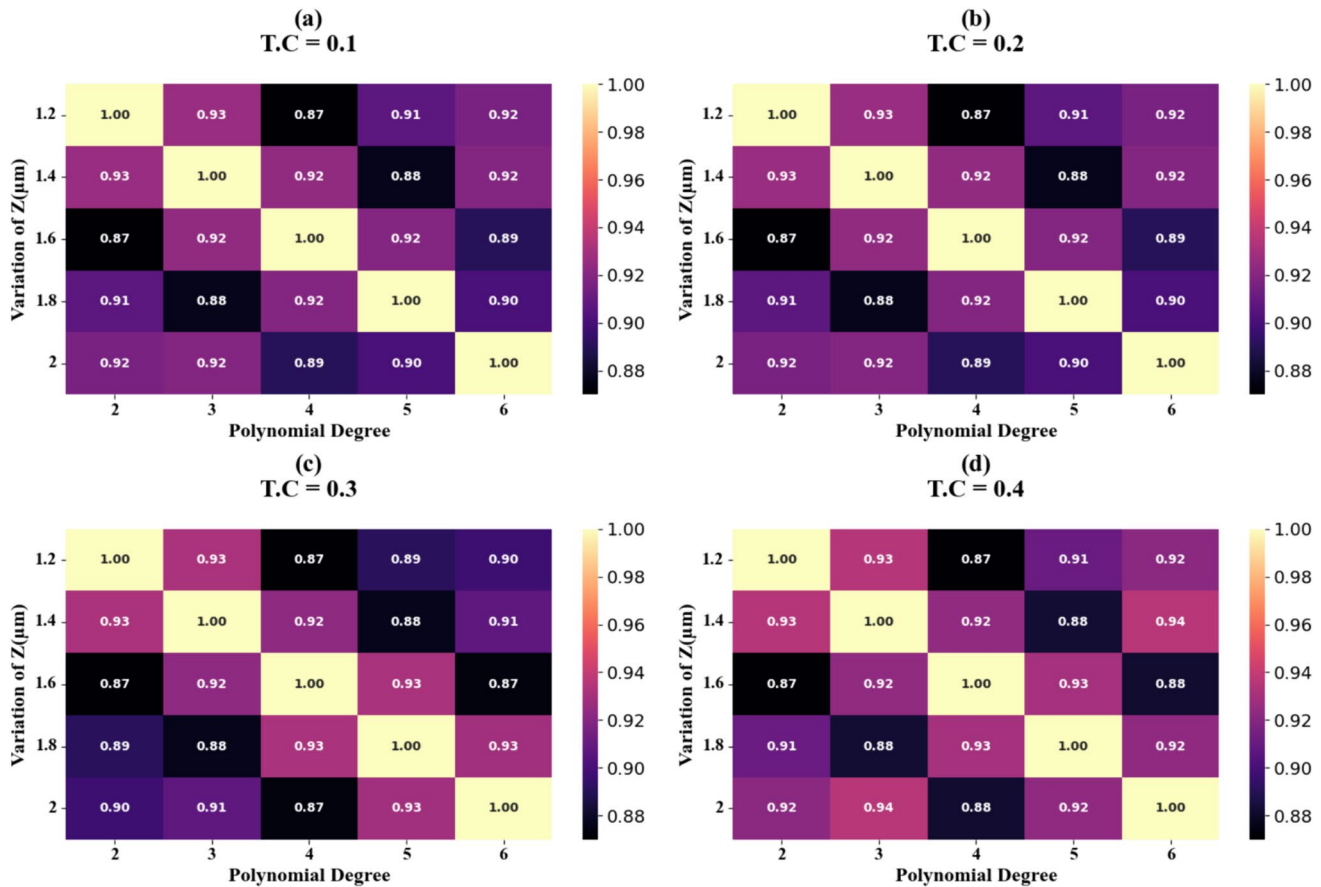 (a)
T.C = 0.1
1.2 1.00 0.93 0.87 0.91 0.92
1.4 0.93 1.00 0.92 0.88 0.92
1.6 0.87 0.92 1.00 0.92 0.89
1.8 0.91 0.88 0.92 1.00 0.90
2 0.92 0.92 0.89 0.90 1.00
2 3 4 5 6
Polynomial Degree
Variation of Z(μm)
1.00
0.98
0.96
0.94
0.92
0.90
0.88
(b)
T.C = 0.2
1.2 1.00 0.93 0.87 0.91 0.92
1.4 0.93 1.00 0.92 0.88 0.92
1.6 0.87 0.92 1.00 0.92 0.89
1.8 0.91 0.88 0.92 1.00 0.90
2 0.92 0.92 0.89 0.90 1.00
2 3 4 5 6
Polynomial Degree
Variation of Z(μm)
1.00
0.98
0.96
0.94
0.92
0.90
0.88
(c)
T.C = 0.3
1.2 1.00 0.93 0.87 0.89 0.90
1.4 0.93 1.00 0.92 0.88 0.91
1.6 0.87 0.92 1.00 0.93 0.87
1.8 0.89 0.88 0.93 1.00 0.93
2 0.90 0.91 0.87 0.93 1.00
2 3 4 5 6
Polynomial Degree
Variation of Z(μm)
1.00
0.98
0.96
0.94
0.92
0.90
0.88
(d)
T.C = 0.4
1.2 1.00 0.93 0.87 0.91 0.92
1.4 0.93 1.00 0.92 0.88 0.94
1.6 0.87 0.92 1.00 0.93 0.88
1.8 0.91 0.88 0.93 1.00 0.92
2 0.92 0.94 0.88 0.92 1.00
2 3 4 5 6
Polynomial Degree
Variation of Z(μm)
1.00
0.98
0.96
0.94
0.92
0.90
0.88